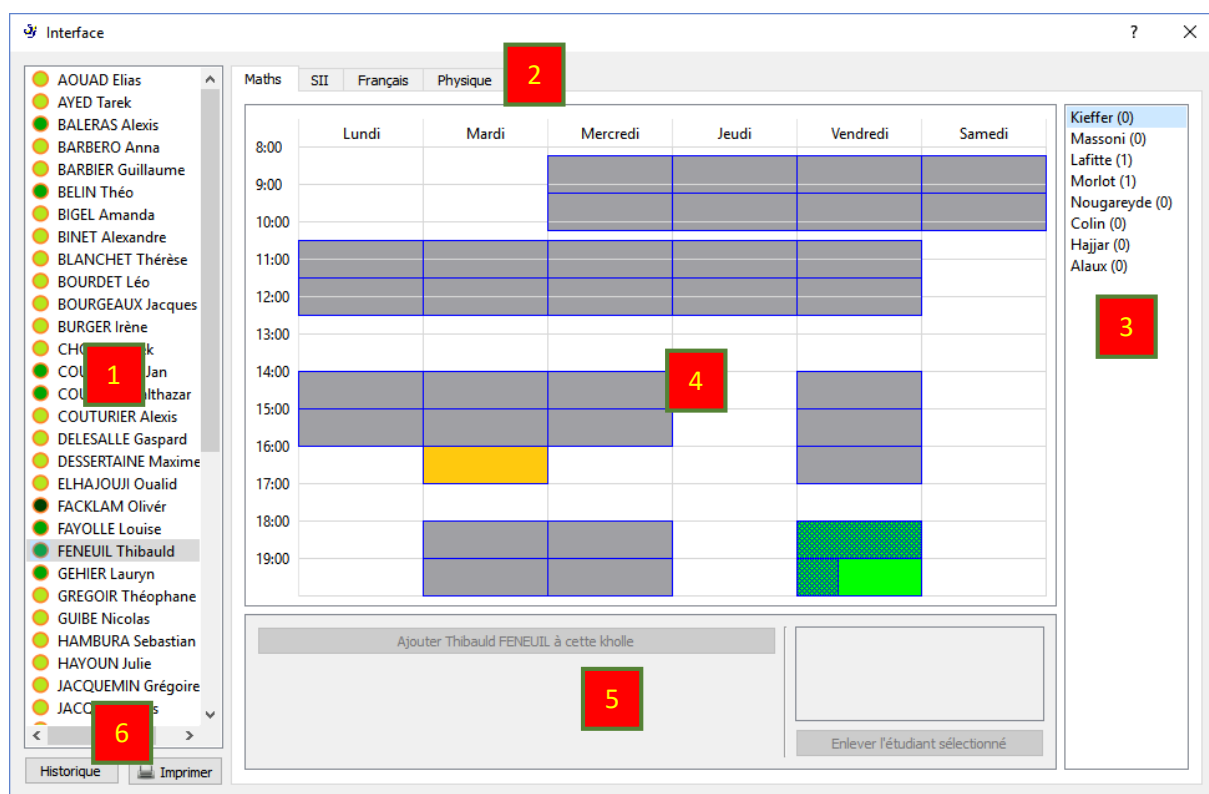 Interface
?
AOUAD Elias
AYED Tarek
BALERAS Alexis
BARBERO Anna
BARBIER Guillaume
BELIN Théo
BIGEL Amanda
BINET Alexandre
BLANCHET Thérèse
BOURDET Léo
BOURGEAUX Jacques
BURGER Irène
COUTURIER Alexis
DELESALLE Gaspard
DESSERTAINE Maxime
ELHAJOUJI Oualid
FACKLAM Olivér
FAYOLLE Louise
FENEUIL Thibauld
GEHIER Lauryn
GREGOIR Théophane
GUIBE Nicolas
HAMBURA Sebastian
HAYOUN Julie
JACQUEMIN Grégoire
1
6
Historique
Imprimer
Maths SII Français Physique
2
Lundi Mardi Mercredi Jeudi Vendredi Samedi
8:00
9:00
10:00
11:00
12:00
13:00
14:00
15:00
16:00
17:00
18:00
19:00
4
Ajouter Thibauld FENEUIL à cette kholle
5
Enlever l'étudiant sélectionné
Kieffer (0)
Massoni (0)
Lafitte (1)
Morlot (1)
Nougareyde (0)
Colin (0)
Hajjar (0)
Alaux (0)
3